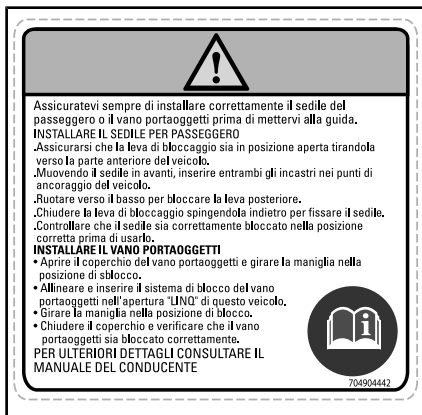 Assicuratevi sempre di installare correttamente il sedile del
passeggero o il vano portaoggetti prima di mettervi alla guida.
INSTALLARE IL SEDILE PER PASSEGGERO
.Assicurarsi che la leva di bloccaggio sia in posizione aperta tirandola
verso la parte anteriore del veicolo.
.Muovendo il sedile in avanti, inserire entrambi gli incastri nei punti di
ancoraggio del veicolo.
.Ruotare verso il basso per bloccare la leva posteriore.
.Chiudere la leva di bloccaggio spingendola indietro per fissare il sedile.
.Controllare che il sedile sia correttamente bloccato nella posizione
corretta prima di usarlo.
INSTALLARE IL VANO PORTAOGGETTI
• Aprire il coperchio del vano portaoggetti e girare la maniglia nella
posizione di sblocco.
• Allineare e inserire il sistema di blocco del vano
portaoggetti nell'apertura "LINQ" di questo veicolo.
• Girare la maniglia nella posizione di blocco.
• Chiudere il coperchio e verificare che il vano
portaoggetti sia bloccato correttamente.
PER ULTERIORI DETTAGLI CONSULTARE IL
MANUALE DEL CONDUCENTE
704904442